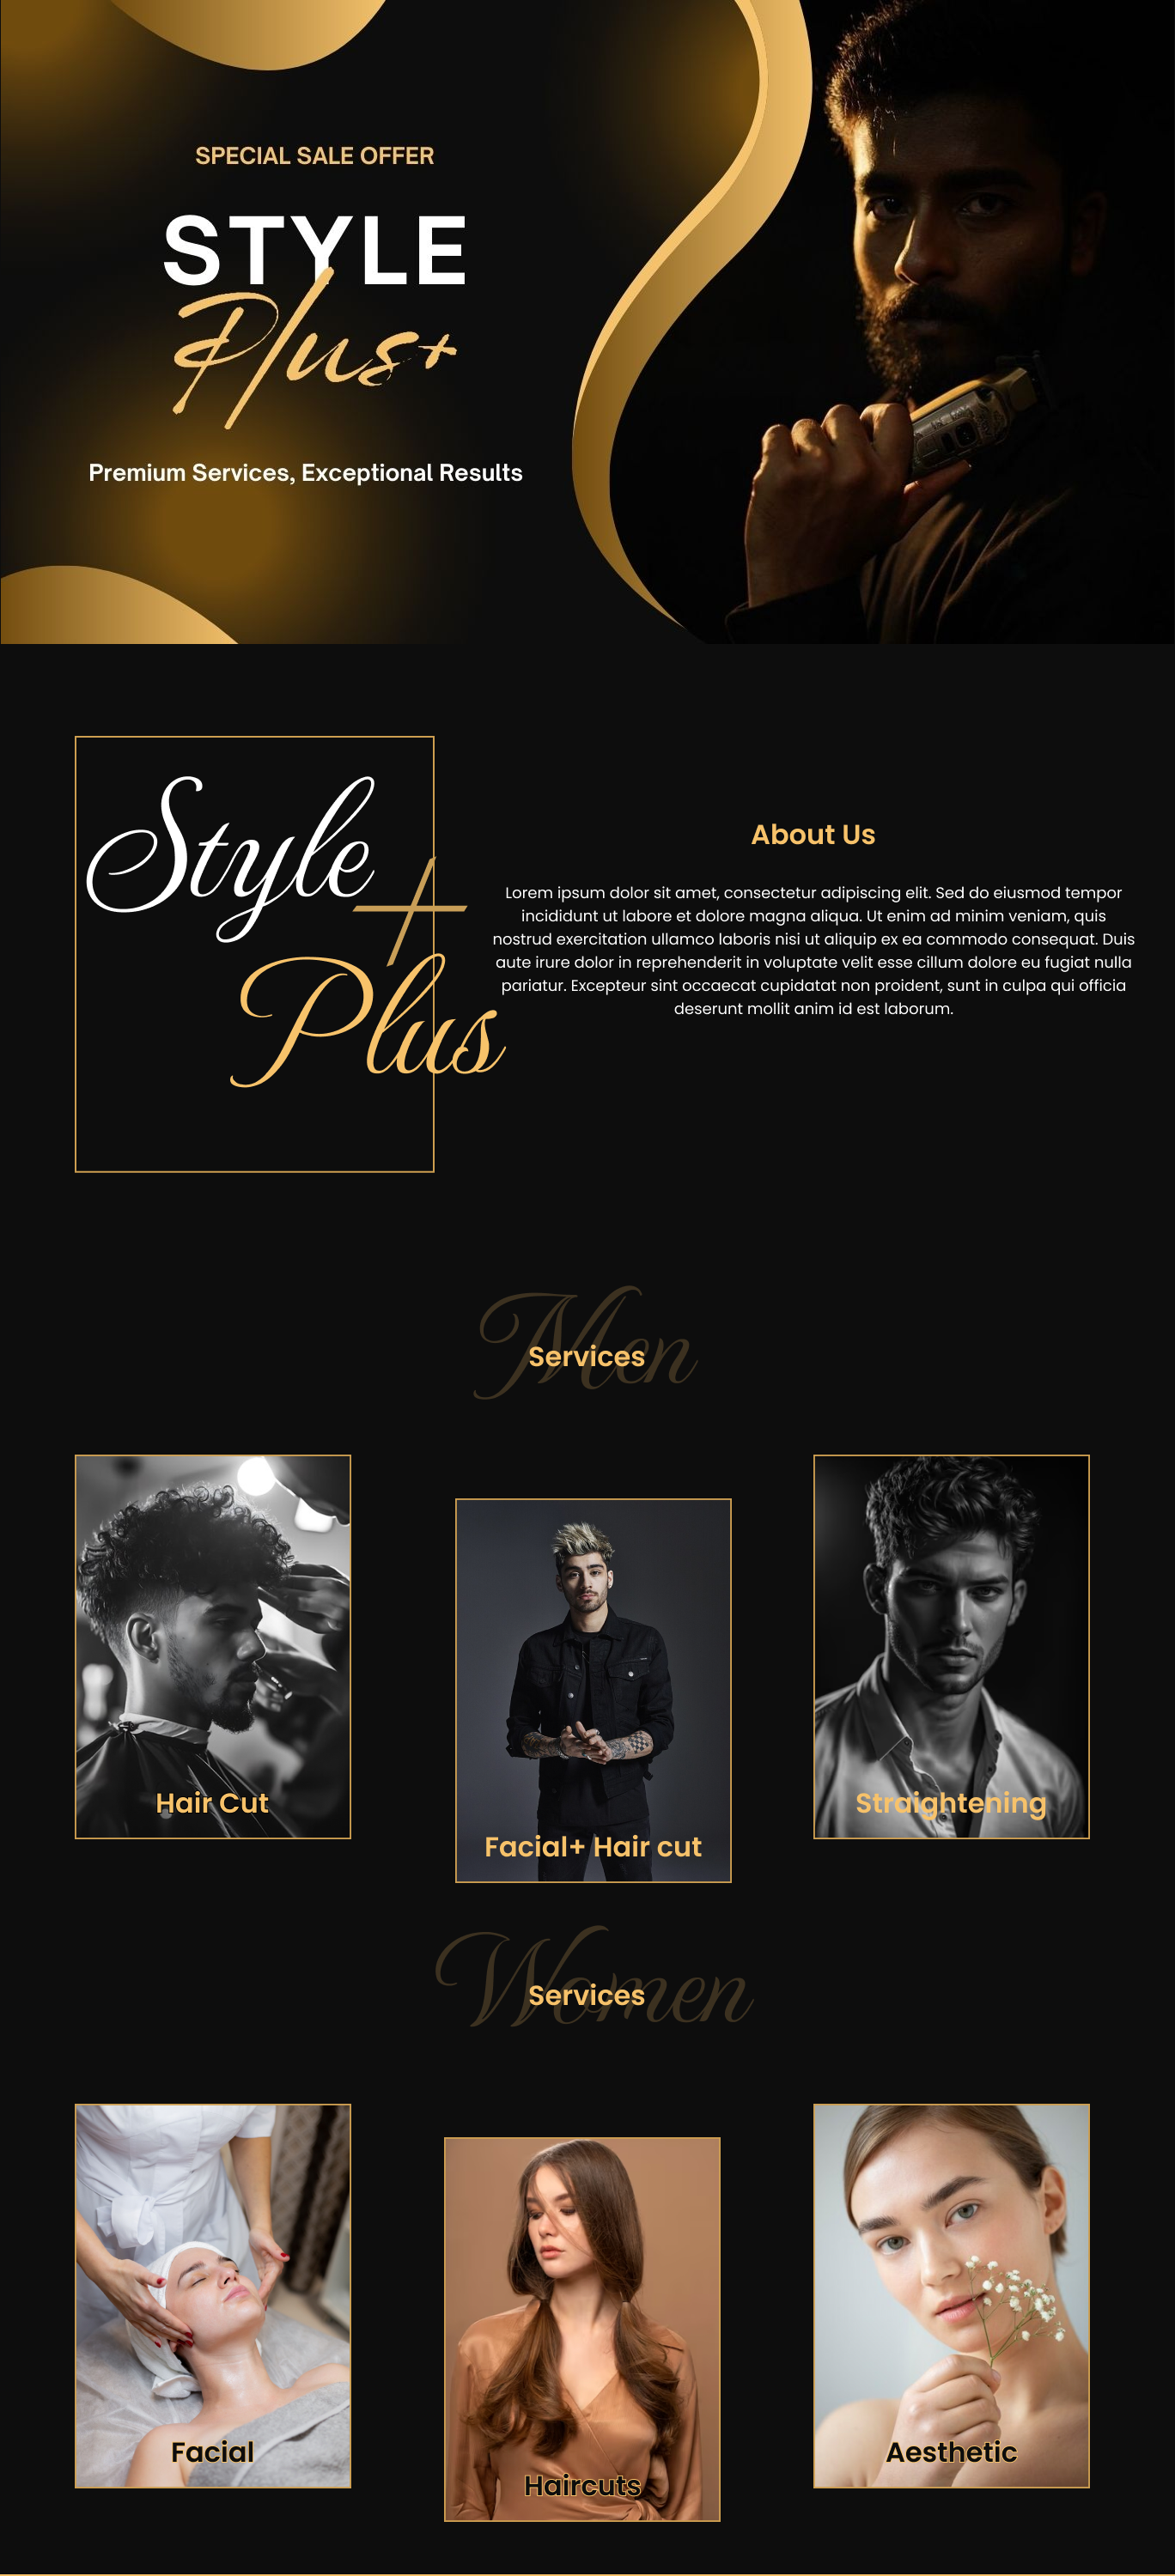 SPECIAL SALE OFFER
STYLE
Plus+
Premium Services, Exceptional Results
Style
+
Plus
About Us
Lorem ipsum dolor sit amet, consectetur adipiscing elit. Sed do eiusmod tempor
incididunt ut labore et dolore magna aliqua. Ut enim ad minim veniam, quis
nostrud exercitation ullamco laboris nisi ut aliquip ex ea commodo consequat. Duis
aute irure dolor in reprehenderit in voluptate velit esse cillum dolore eu fugiat nulla
pariatur. Excepteur sint occaecat cupidatat non proident, sunt in culpa qui officia
deserunt mollit anim id est laborum.
Men
Services
Hair Cut
Facial+ Hair cut
Straightening
Women
Services
Facial
Haircuts
Aesthetic